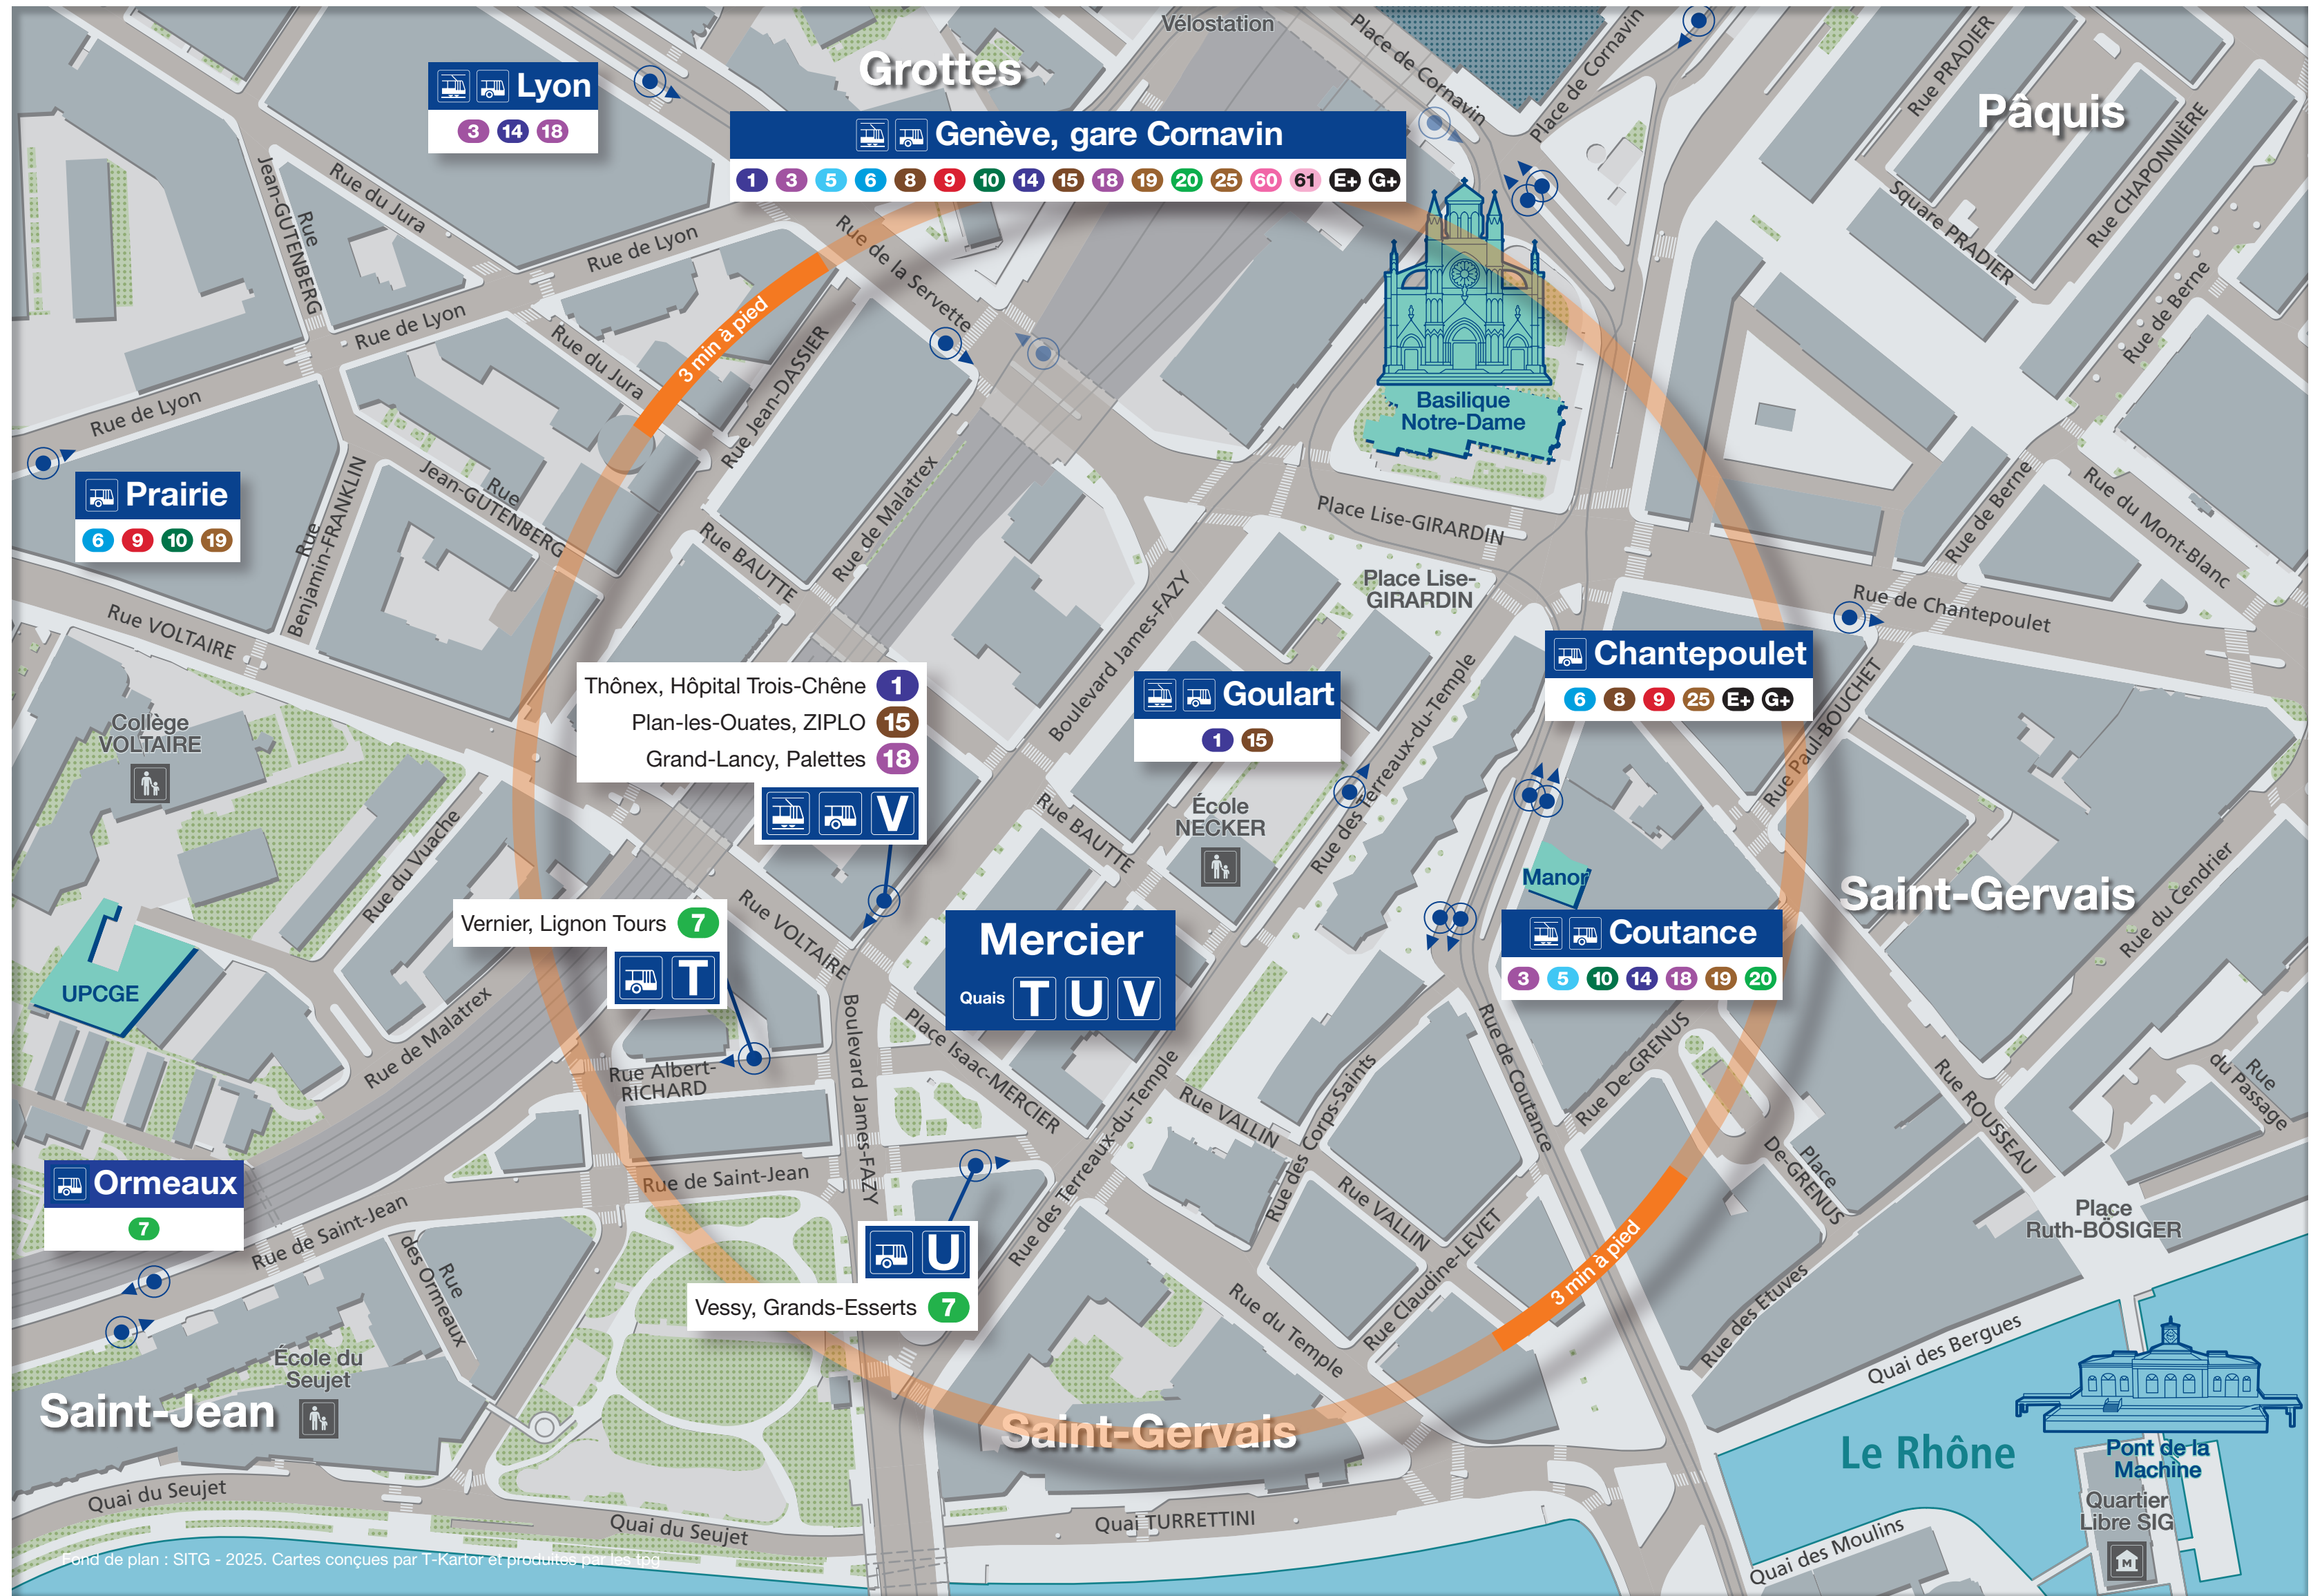 Vélostation
Place de Cornavin
Place de Cornavin
Grottes
Lyon
3 14 18
Genève, gare Cornavin
1 3 5 6 8 9 10 14 15 18 19 20 25 60 61 E+ G+
Pâquis
Rue PRADIER
Rue CHAPONNIÈRE
Square PRADIER
Rue de Berne
Rue du Jura
Rue
Jean-GUTENBERG
Rue de Lyon
Rue de la Servette
Rue de Lyon
Rue du Jura
3 min à pied
Rue Jean-DASSIER
Rue de Lyon
Basilique
Notre-Dame
Prairie
6 9 10 19
Rue
Benjamin-FRANKLIN
Rue
Jean-GUTENBERG
Rue de Malatrex
Rue BAUTTE
Place Lise-GIRARDIN
Rue de Berne
Rue du Mont-Blanc
Place Lise-
GIRARDIN
Rue de Chantepoulet
Rue VOLTAIRE
Boulevard James-FAZY
Chantepoulet
6 8 9 25 E+ G+
Rue Paul-BOUCHET
Thônex, Hôpital Trois-Chêne 1
Plan-les-Ouates, ZIPLO 15
Grand-Lancy, Palettes 18
V
Goulart
1 15
Rue des Terreaux-du-Temple
Collège
VOLTAIRE
École
NECKER
Rue BAUTTE
Rue du Vuache
Manor
Saint-Gervais
Rue du Cendrier
Rue VOLTAIRE
Vernier, Lignon Tours 7
T
Mercier
Quais T U V
Coutance
3 5 10 14 18 19 20
UPCGE
Rue de Malatrex
Boulevard James-FAZY
Place Isaac-MERCIER
Rue Albert-
RICHARD
Rue de Coutance
Rue De-GRENUS
Rue ROUSSEAU
Rue
du Passage
Rue VALLIN
Rue des Corps-Saints
Rue des Terreaux-du-Temple
Place
De-GRENUS
Ormeaux
7
Rue de Saint-Jean
Rue de Saint-Jean
Rue VALLIN
Rue Claudine-LEVET
Place
Ruth-BÖSIGER
U
Vessy, Grands-Esserts 7
Rue
des Ormeaux
Rue du Temple
3 min à pied
Rue des Etuves
Quai des Bergues
École du
Seujet
Saint-Jean
Saint-Gervais
Le Rhône
Pont de la
Machine
Quartier
Libre SIG
M
Quai du Seujet
Quai du Seujet
Quai TURRETTINI
Quai des Moulins
Fond de plan : SITG - 2025. Cartes conçues par T-Kartor et produites par les tpg